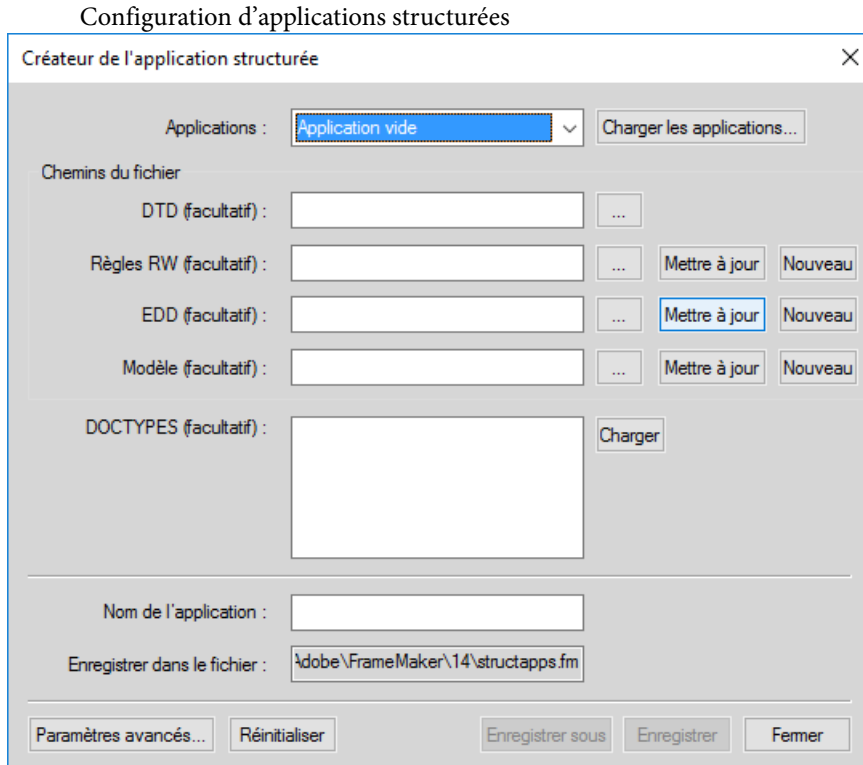 Configuration d’applications structurées
Créateur de l'application structurée
Applications : Application vide Charger les applications...
Chemins du fichier
DTD (facultatif) : ...
Règles RW (facultatif) : ... Mettre à jour Nouveau
EDD (facultatif) : ... Mettre à jour Nouveau
Modèle (facultatif) : ... Mettre à jour Nouveau
DOCTYPES (facultatif) : Charger
Nom de l'application :
Enregistrer dans le fichier : \Adobe\FrameMaker\14\structapps.fm
Paramètres avancés... Réinitialiser Enregistrer sous Enregistrer Fermer